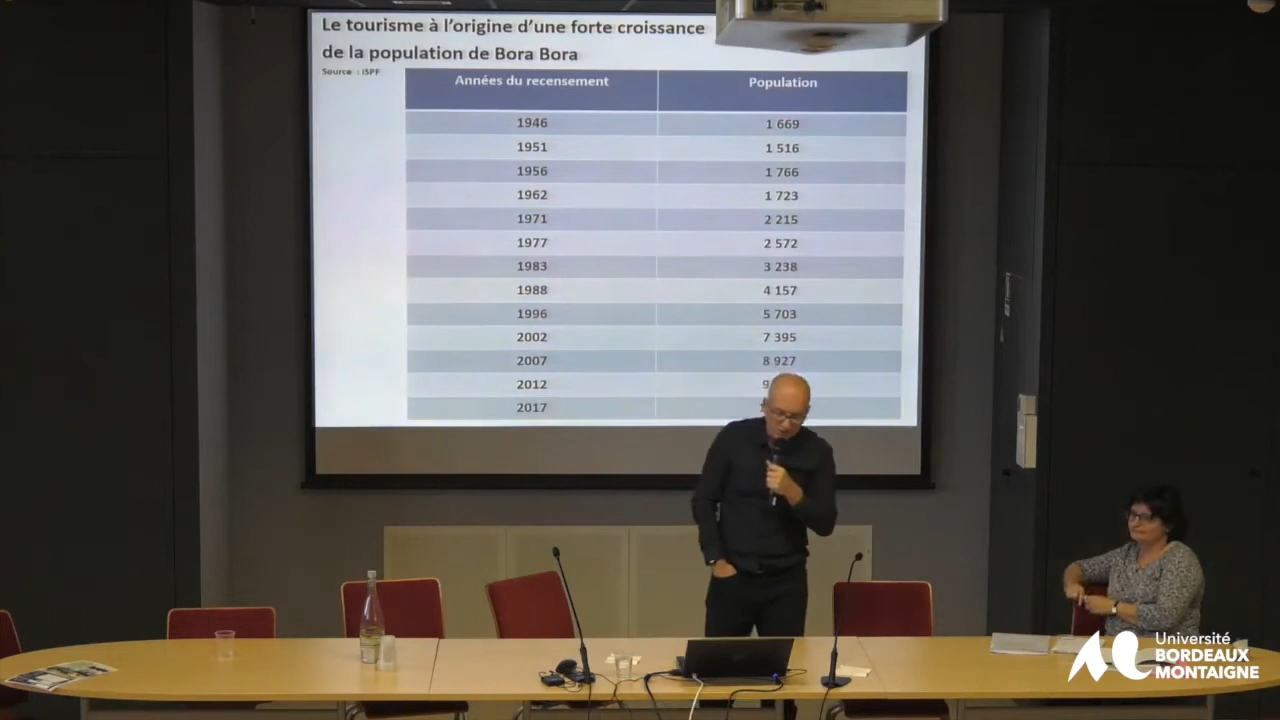 Le tourisme à l'origine d'une forte croissance
de la population de Bora Bora
Source : ISPF
Années du recensement Population
1946 1 669
1951 1 516
1956 1 766
1962 1 723
1971 2 215
1977 2 572
1983 3 238
1988 4 157
1996 5 703
2002 7 395
2007 8 927
2012
2017
Université
BORDEAUX
MONTAIGNE